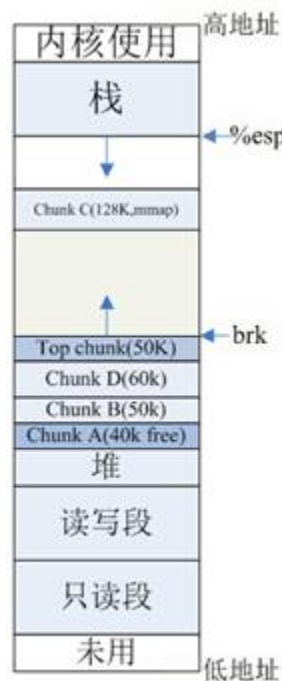 高地址
内核使用
栈
%esp
Chunk C(128K,mmap)
brk
Top chunk(50K)
Chunk D(60k)
Chunk B(50k)
Chunk A(40k free)
堆
读写段
只读段
未用
低地址